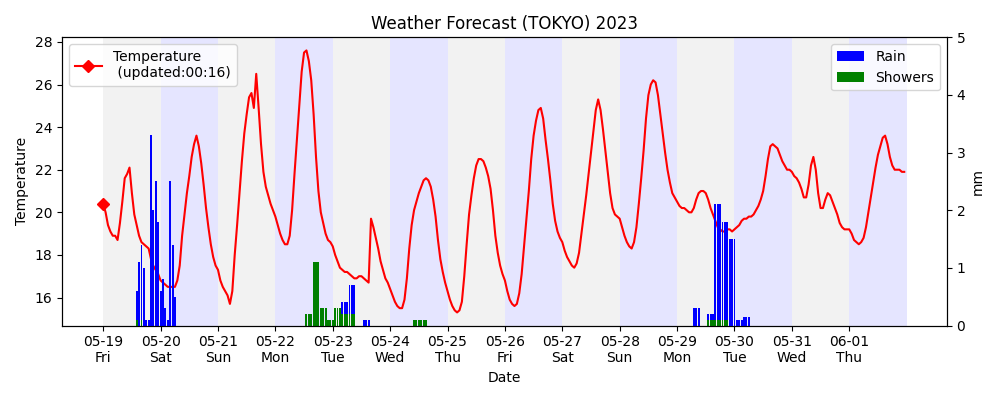 Weather Forecast (TOKYO) 2023
Temperature
(updated:00:16)
Rain
Showers
28
26
24
22
20
18
16
Temperature
5
4
3
2
1
0
mm
05-19 05-20 05-21 05-22 05-23 05-24 05-25 05-26 05-27 05-28 05-29 05-30 05-31 06-01
Fri Sat Sun Mon Tue Wed Thu Fri Sat Sun Mon Tue Wed Thu
Date